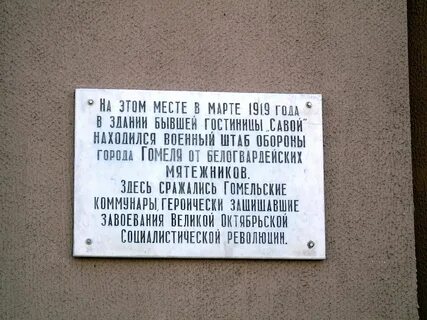 На этом месте в марте 1919 года
в здании бывшей гостиницы „Савой"
находился военный штаб обороны
города Гомеля от белогвардейских
мятежников.
Здесь сражались Гомельские
коммунары, героически защищавшие
завоевания Великой Октябрьской
Социалистической революции.